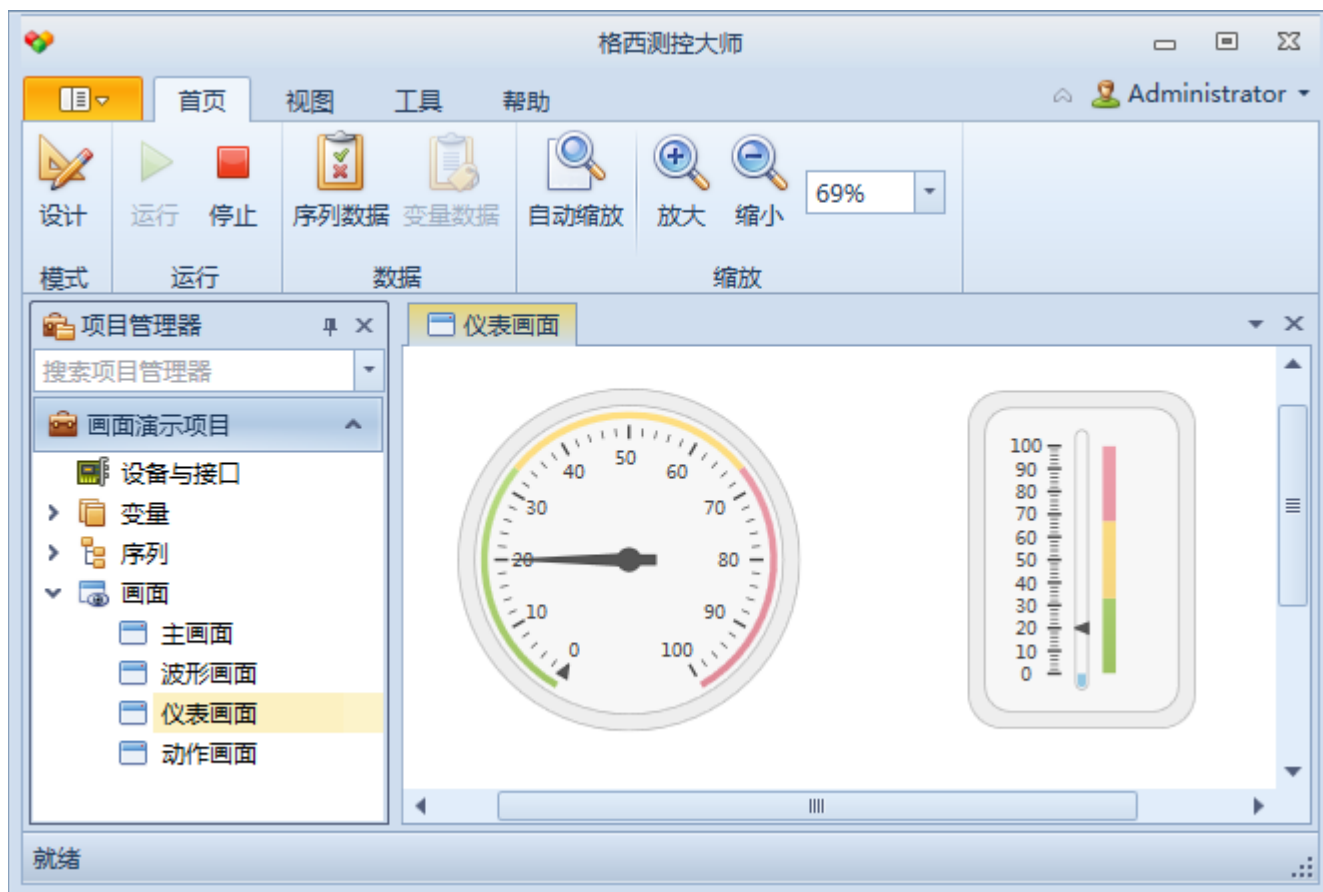 格西测控大师
首页 视图 工具 帮助 Administrator
设计 运行 停止 序列数据 变量数据 自动缩放 放大 缩小 69%
模式 运行 数据 缩放
项目管理器
仪表画面
搜索项目管理器
画面演示项目
设备与接口
变量
序列
画面
主画面
波形画面
仪表画面
动作画面
0
10
20
30
40
50
60
70
80
90
100
100
90
80
70
60
50
40
30
20
10
0
就绪